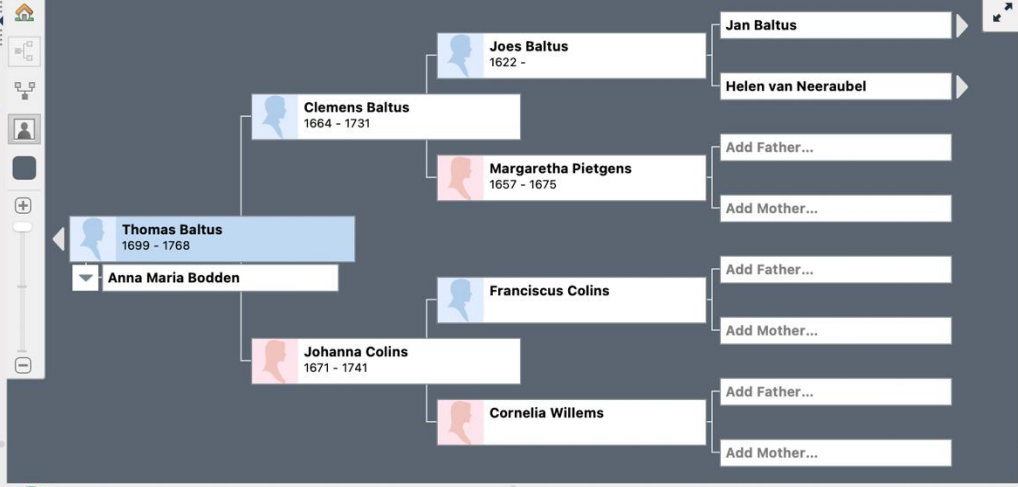 Jan Baltus
Joes Baltus
1622 -
Helen van Neeraubel
Clemens Baltus
1664 - 1731
Add Father...
Margaretha Pietgens
1657 - 1675
Add Mother...
Thomas Baltus
1699 - 1768
Anna Maria Bodden
Add Father...
Franciscus Colins
Add Mother...
Johanna Colins
1671 - 1741
Add Father...
Cornelia Willems
Add Mother...